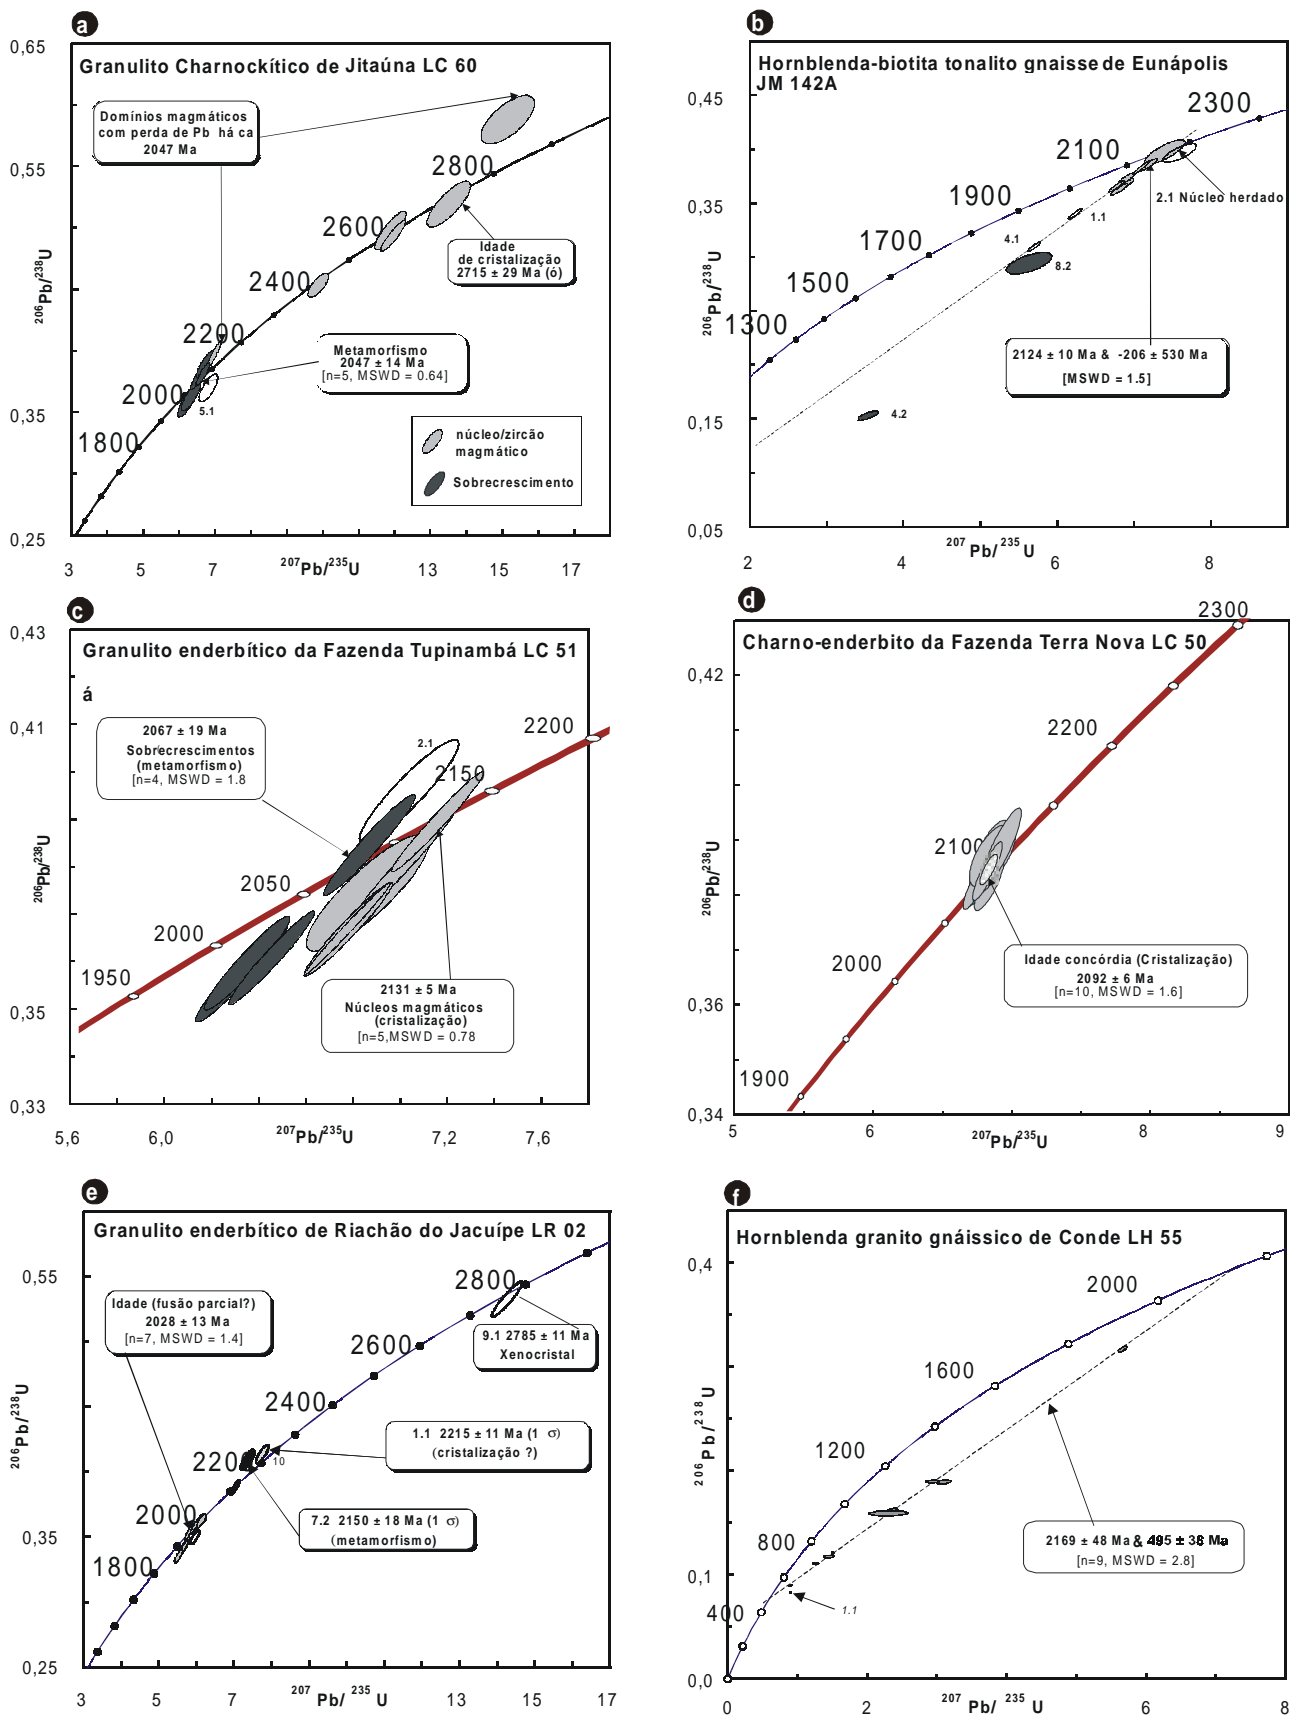 a
0,65
Granulito Charnockítico de Jitaúna LC 60
Domínios magmáticos
com perda de Pb há ca
2047 Ma
0,55
2800
2600
Idade
de cristalização
2715 ± 29 Ma (ó)
2400
206Pb/238U
2200
Metamorfismo
2047 ± 14 Ma
[n=5, MSWD = 0.64]
2000
5.1
0,35
1800
núcleo/zircão
magmático
Sobrecrescimento
0,25
3
5
7
207Pb/235U
13
15
17
b
Hornblenda-biotita tonalito gnaisse de Eunápolis
JM 142A
0,45
2300
2100
2.1 Núcleo herdado
1900
0,35
1.1
1700
4.1
8.2
1500
206Pb/238U
1300
2124 ± 10 Ma & -206 ± 530 Ma
[MSWD = 1.5]
0,15
4.2
0,05
2
4
207Pb/235U
6
8
c
0,43
Granulito enderbítico da Fazenda Tupinambá LC 51
á
0,41
2067 ± 19 Ma
Sobrecrescimentos
(metamorfismo)
[n=4, MSWD = 1.8
2.1
2200
2150
206Pb/238U
2050
2000
1950
2131 ± 5 Ma
Núcleos magmáticos
(cristalização)
[n=5,MSWD = 0.78
0,35
0,33
5,6
6,0
207Pb/235U
7,2
7,6
d
2300
Charno-enderbito da Fazenda Terra Nova LC 50
0,42
2200
2100
206Pb/238U
2000
Idade concórdia (Cristalização)
2092 ± 6 Ma
[n=10, MSWD = 1.6]
0,36
1900
0,34
5
6
207Pb/235U
8
9
e
Granulito enderbítico de Riachão do Jacuípe LR 02
0,55
2800
Idade (fusão parcial?)
2028 ± 13 Ma
[n=7, MSWD = 1.4]
2600
9.1 2785 ± 11 Ma
Xenocristal
2400
206Pb/238U
1.1 2215 ± 11 Ma (1 σ)
(cristalização ?)
2200
10
2000
7.2 2150 ± 18 Ma (1 σ)
(metamorfismo)
0,35
1800
0,25
3
5
7
207Pb/ 235 U
13
15
17
f
Hornblenda granito gnáissico de Conde LH 55
0,4
2000
1600
206Pb/238U
1200
800
2169 ± 48 Ma & 495 ± 38 Ma
[n=9, MSWD = 2.8]
0,1
400
1.1
0,0
0
2
207Pb/ 235 U
6
8